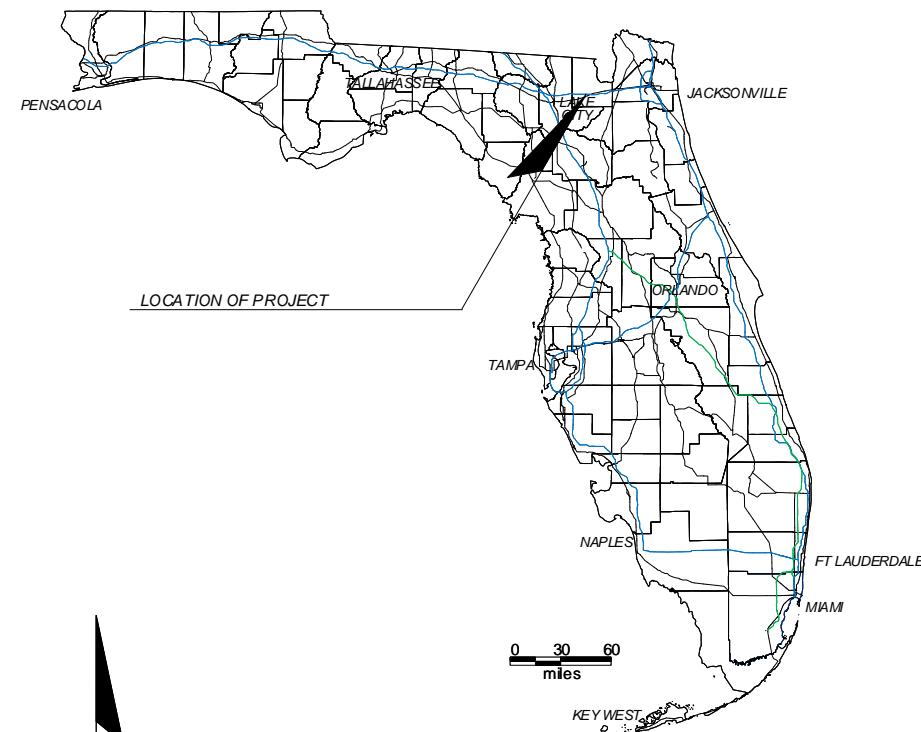 TALLAHASSEE
PENSACOLA
JACKSONVILLE
LAKE
CITY
LOCATION OF PROJECT
ORLANDO
TAMPA
NAPLES
FT LAUDERDALE
MIAMI
0 30 60
miles
KEY WEST